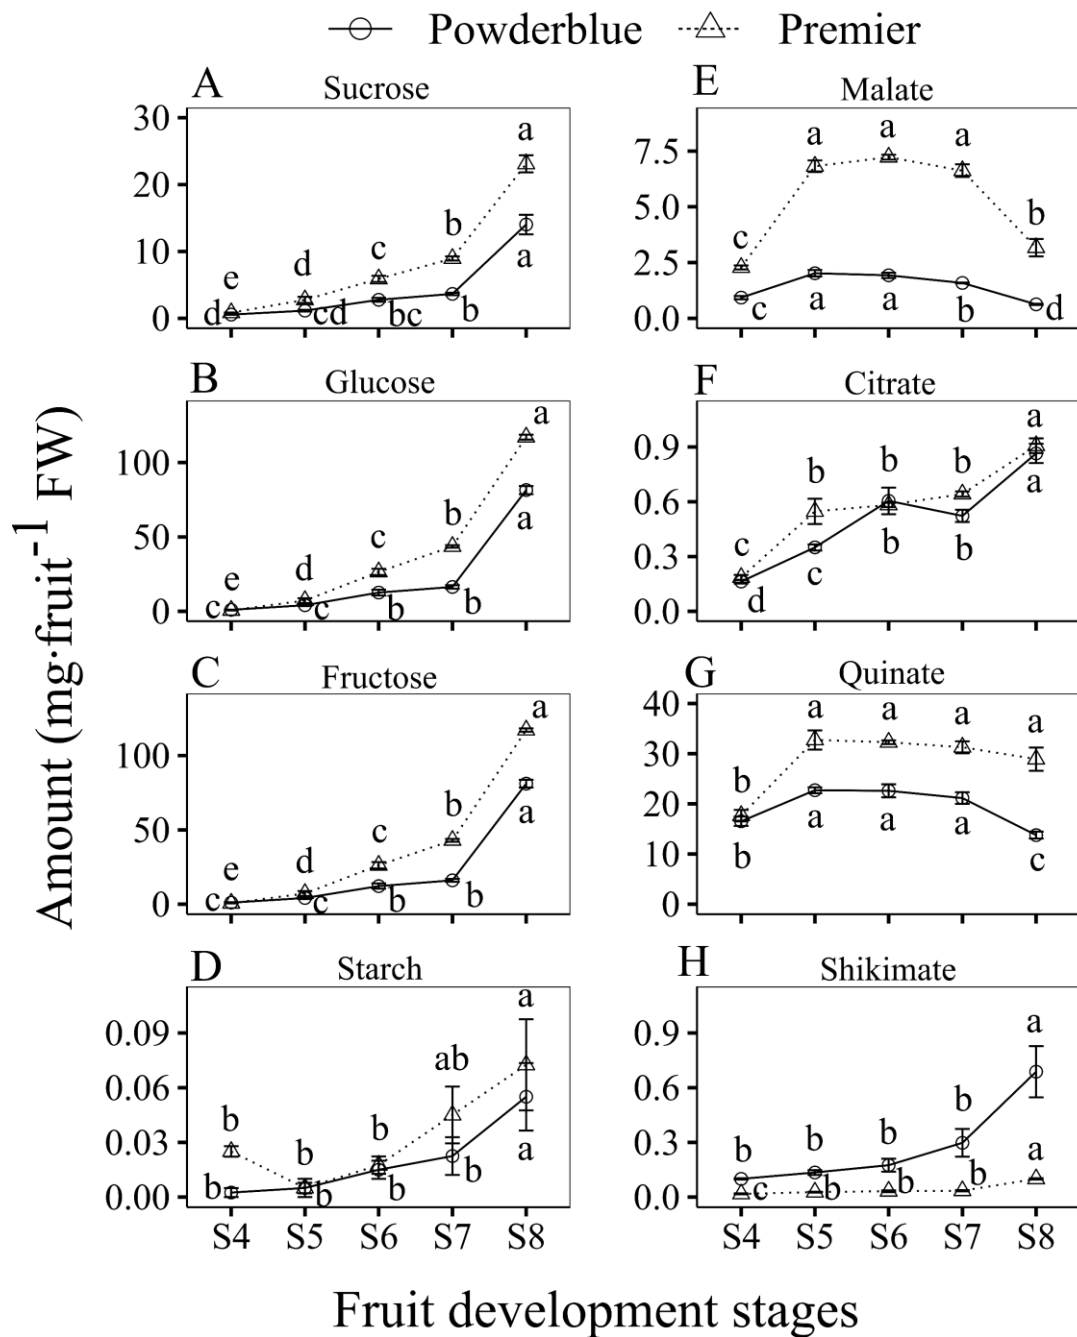 Powderblue Premier
A Sucrose
30
20
10
0
e d c b a
d cd bc b a
B Glucose
100
50
0
e d c b a
c c b b a
C Fructose
100
50
0
e d c b a
c c b b a
D Starch
0.09
0.06
0.03
0.00
b b b ab a
b b b b a
S4 S5 S6 S7 S8
E Malate
7.5
5.0
2.5
0.0
c a a a b
c a a b d
F Citrate
0.9
0.6
0.3
0.0
c b b b a
d c b b a
G Quinate
40
30
20
10
0
b a a a a
b a a a c
H Shikimate
0.9
0.6
0.3
0.0
b b b b a
c b b b a
S4 S5 S6 S7 S8
Amount (mg·fruit⁻¹ FW)
Fruit development stages